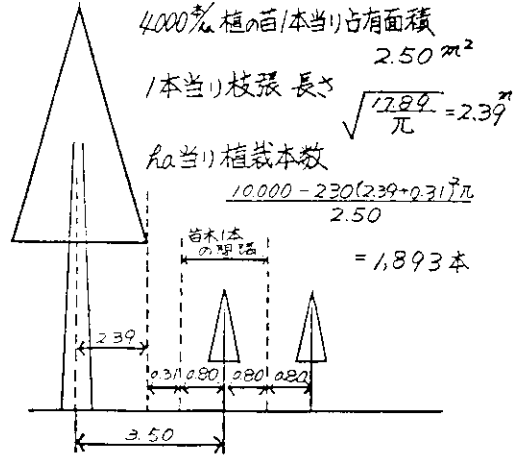 4000本/ha植の苗1本当り占有面積
2.50 m²
1本当り枝張 長さ
√(17.89/π) = 2.39 m
ha当り植栽本数
10,000 - 230(2.39+0.31)²π / 2.50
= 1,893本
苗木1本
の間隔
2.39
0.31 0.80 0.80 0.80
3.50